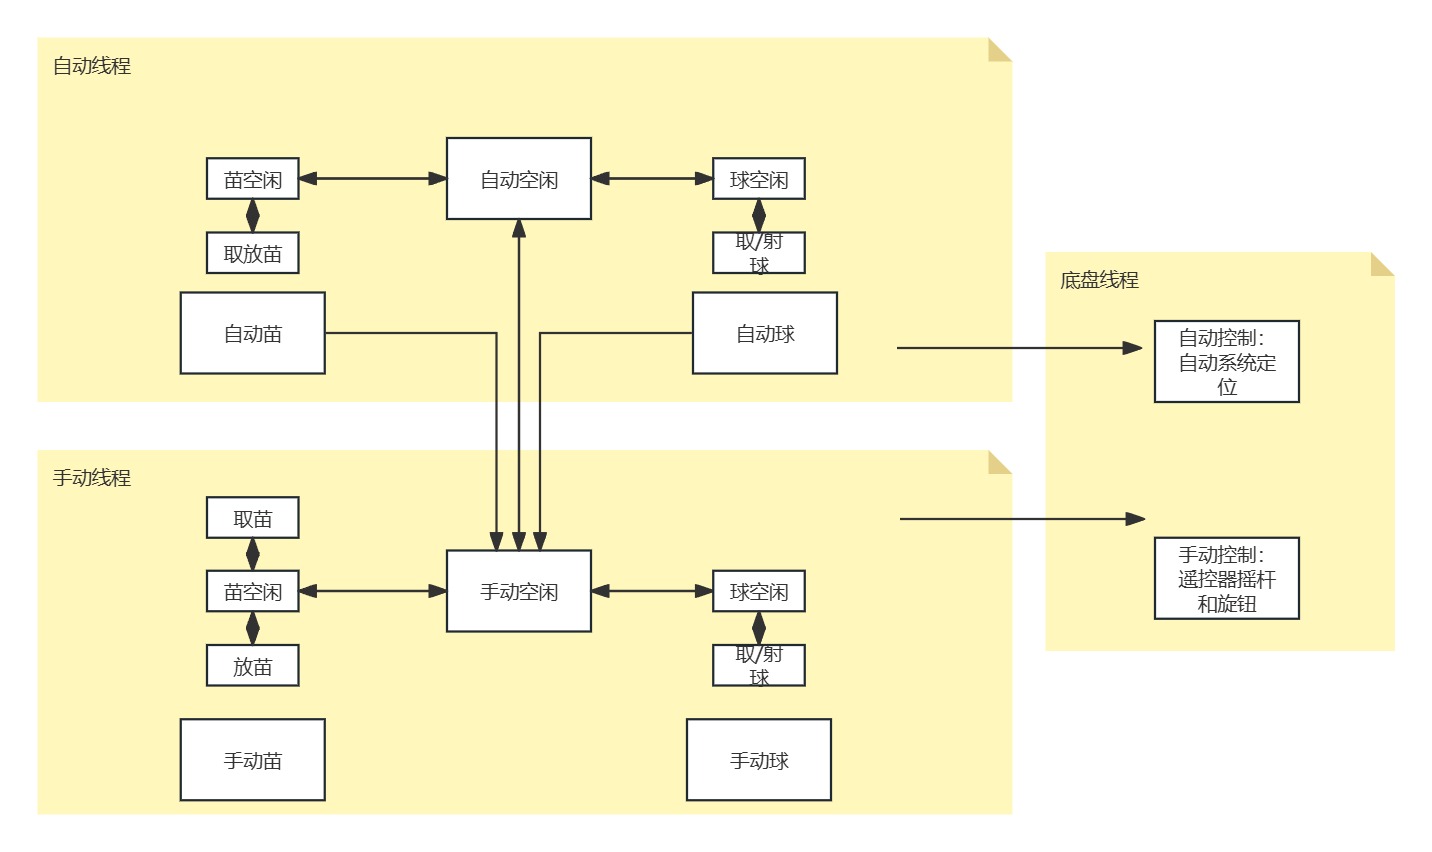 自动线程
苗空闲
自动空闲
球空闲
取放苗
取/射
球
自动苗
自动球
底盘线程
自动控制：
自动系统定
位
手动线程
取苗
苗空闲
手动空闲
球空闲
放苗
取/射
球
手动苗
手动球
手动控制：
遥控器摇杆
和旋钮